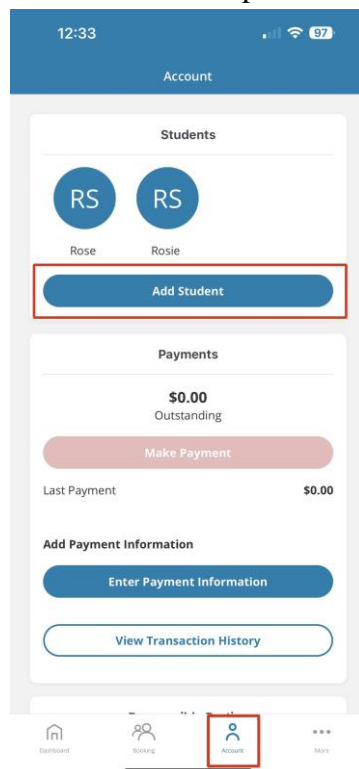 12:33
97
Account
Students
RS
RS
Rose
Rosie
Add Student
Payments
$0.00
Outstanding
Make Payment
Last Payment
$0.00
Add Payment Information
Enter Payment Information
View Transaction History
Dashboard
Booking
Account
More